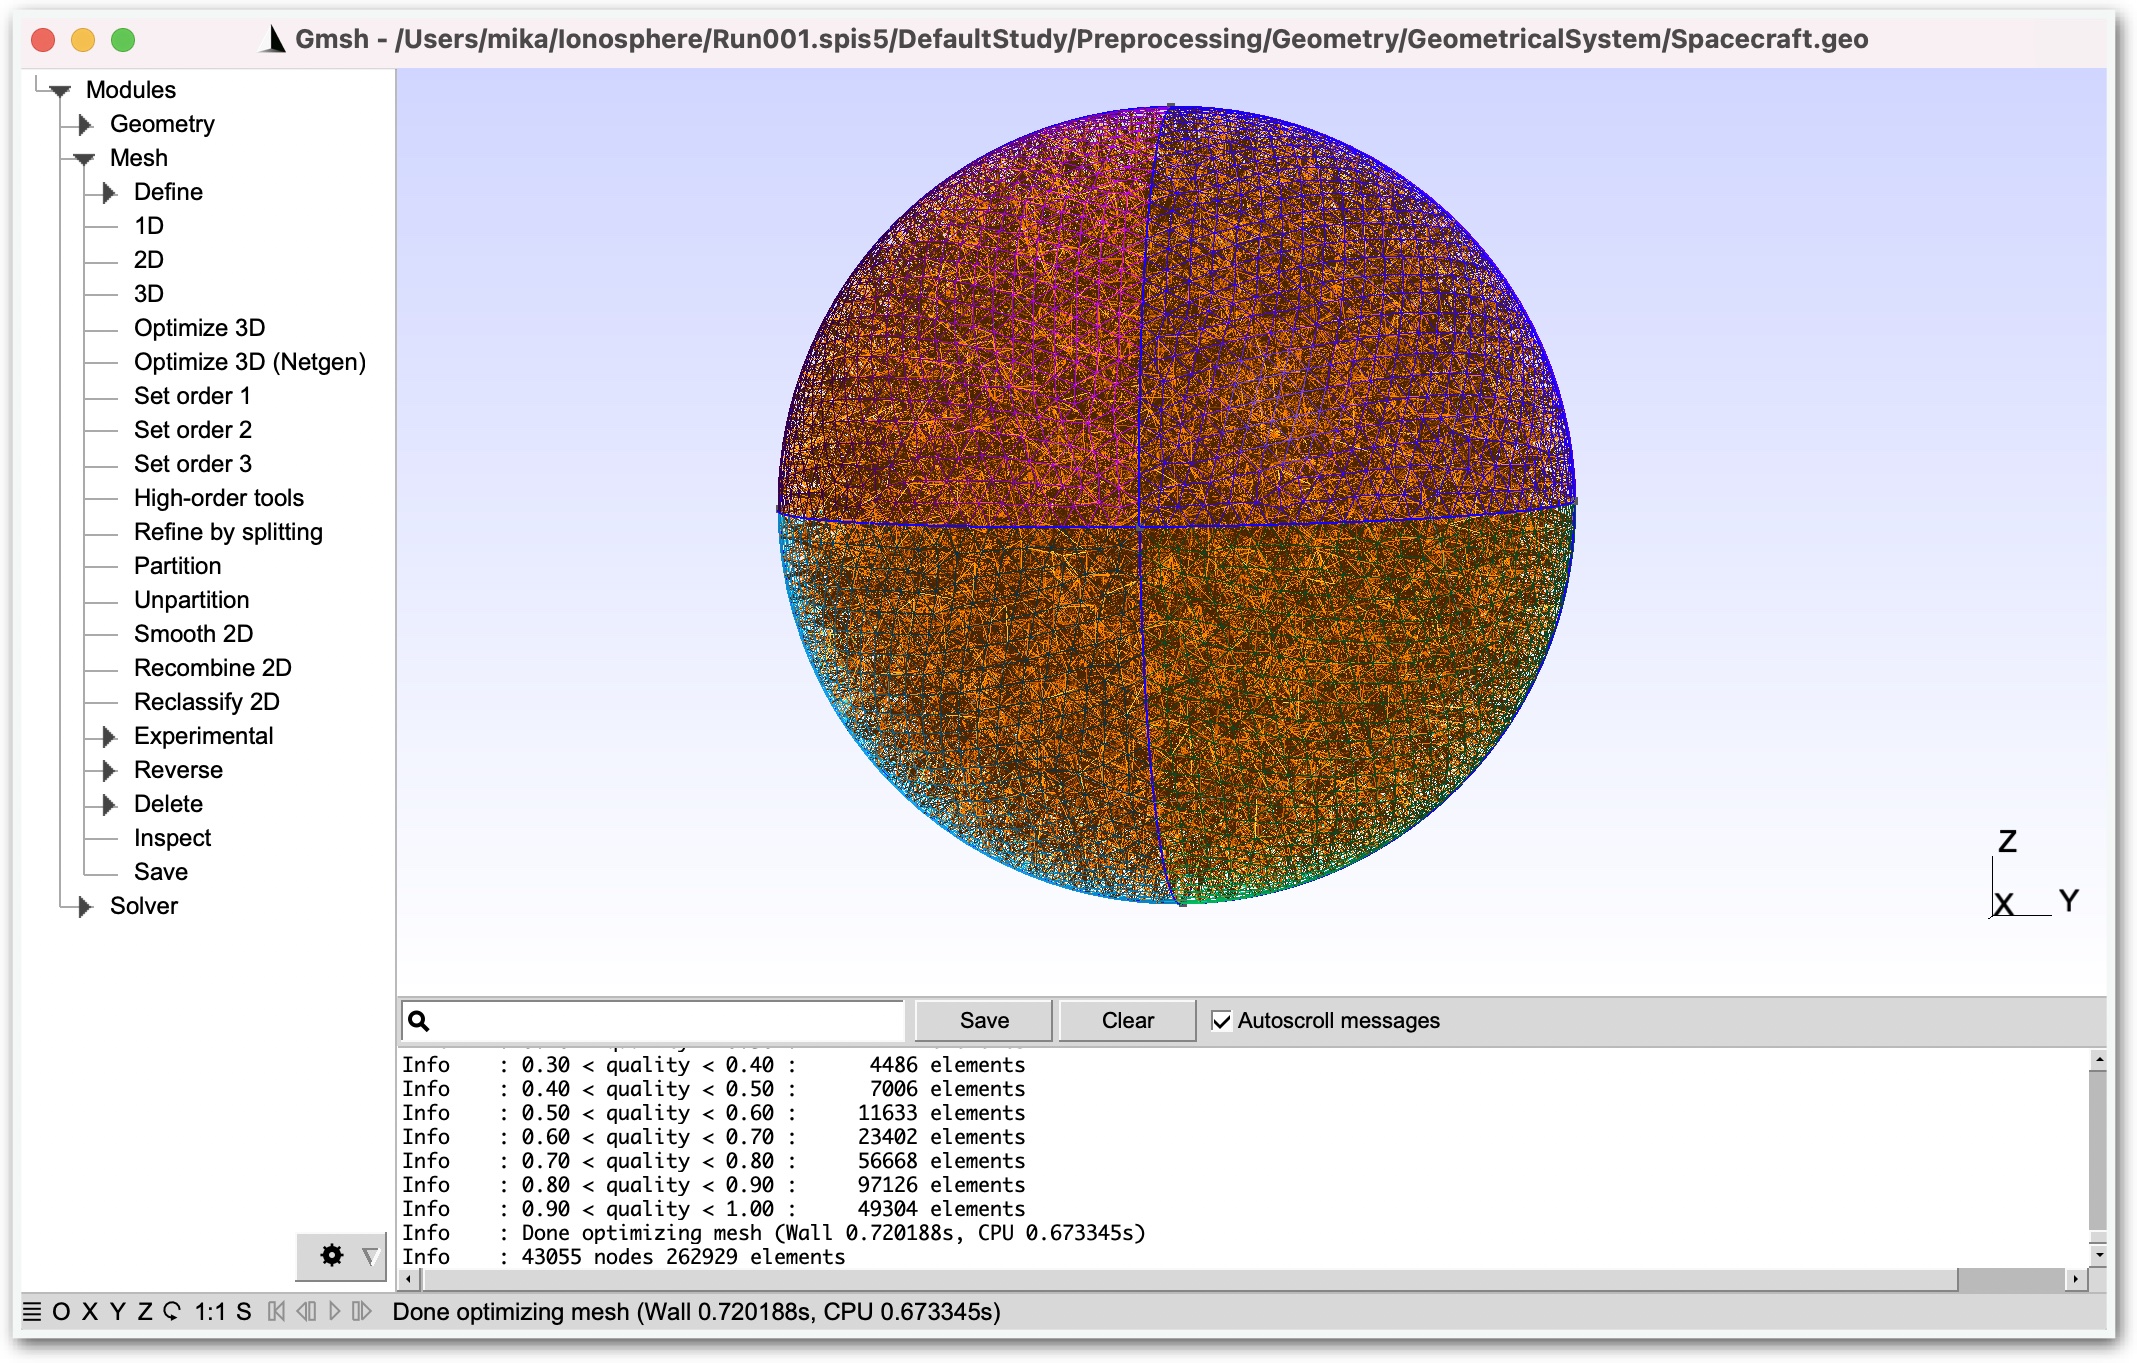 Gmsh - /Users/mika/Ionosphere/Run001.spis5/DefaultStudy/Preprocessing/Geometry/GeometricalSystem/Spacecraft.geo
Modules
Geometry
Mesh
Define
1D
2D
3D
Optimize 3D
Optimize 3D (Netgen)
Set order 1
Set order 2
Set order 3
High-order tools
Refine by splitting
Partition
Unpartition
Smooth 2D
Recombine 2D
Reclassify 2D
Experimental
Reverse
Delete
Inspect
Save
Solver
Z
X Y
Save Clear Autoscroll messages
Info : 0.30 < quality < 0.40 : 4486 elements
Info : 0.40 < quality < 0.50 : 7006 elements
Info : 0.50 < quality < 0.60 : 11633 elements
Info : 0.60 < quality < 0.70 : 23402 elements
Info : 0.70 < quality < 0.80 : 56668 elements
Info : 0.80 < quality < 0.90 : 97126 elements
Info : 0.90 < quality < 1.00 : 49304 elements
Info : Done optimizing mesh (Wall 0.720188s, CPU 0.673345s)
Info : 43055 nodes 262929 elements
O X Y Z 1:1 S Done optimizing mesh (Wall 0.720188s, CPU 0.673345s)